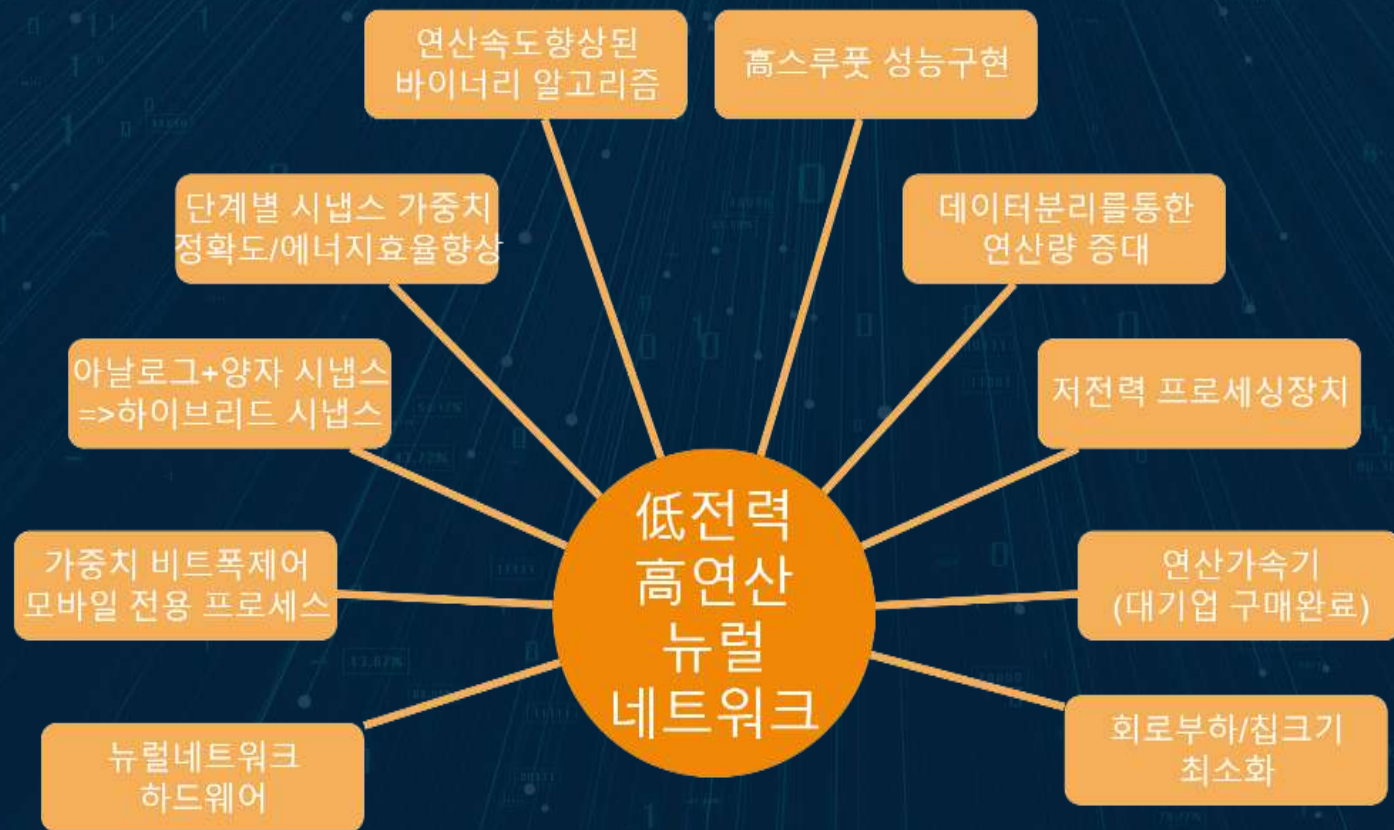 연산속도향상된
바이너리 알고리즘
高스루풋 성능구현
단계별 시냅스 가중치
정확도/에너지효율향상
데이터분리를통한
연산량 증대
아날로그+양자 시냅스
=>하이브리드 시냅스
저전력 프로세싱장치
低전력
高연산
뉴럴
네트워크
가중치 비트폭제어
모바일 전용 프로세스
연산가속기
(대기업 구매완료)
뉴럴네트워크
하드웨어
회로부하/칩크기
최소화